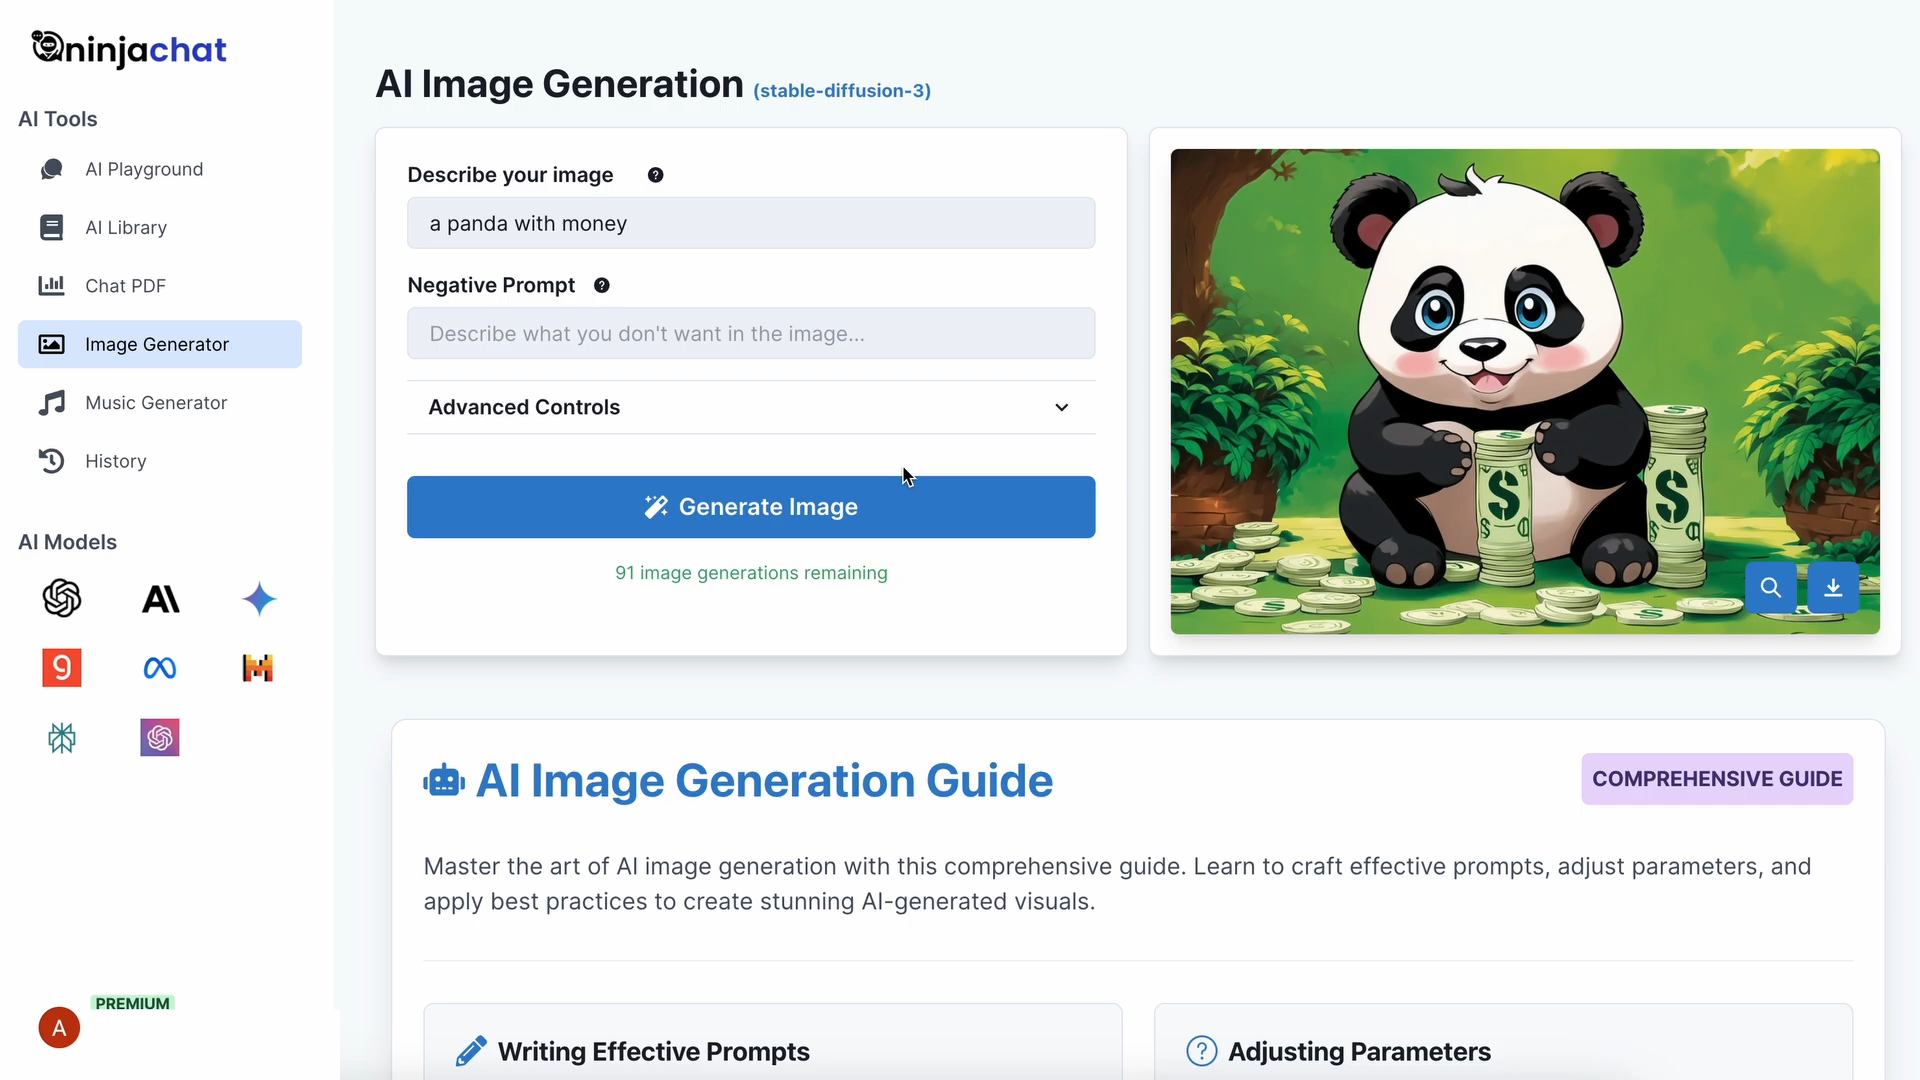 ninjachat
AI Tools
AI Playground
AI Library
Chat PDF
Image Generator
Music Generator
History
AI Models
PREMIUM
A
AI Image Generation (stable-diffusion-3)
Describe your image
a panda with money
Negative Prompt
Describe what you don't want in the image...
Advanced Controls
Generate Image
91 image generations remaining
$ $
AI Image Generation Guide
COMPREHENSIVE GUIDE
Master the art of AI image generation with this comprehensive guide. Learn to craft effective prompts, adjust parameters, and
apply best practices to create stunning AI-generated visuals.
Writing Effective Prompts
Adjusting Parameters